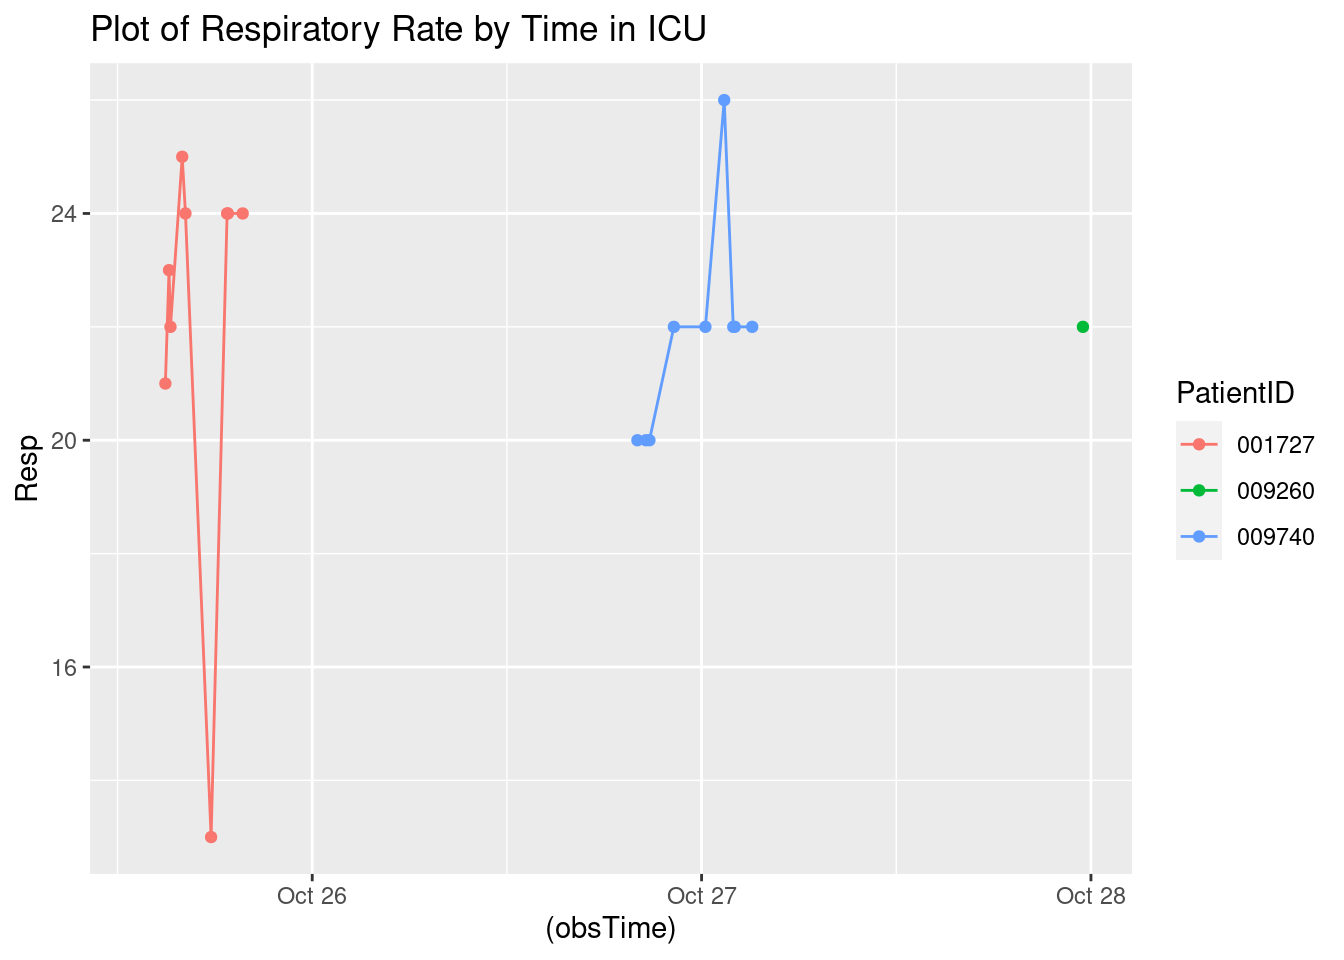 Plot of Respiratory Rate by Time in ICU
24
20
16
Resp
Oct 26
Oct 27
Oct 28
(obsTime)
PatientID
001727
009260
009740